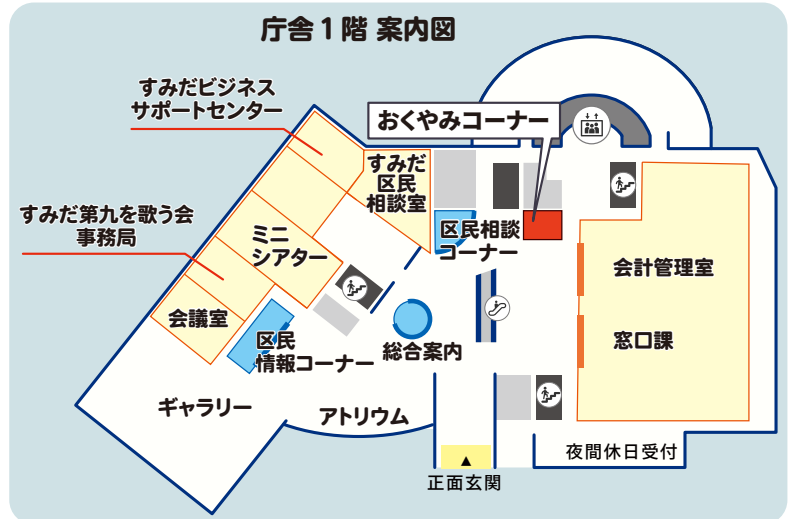 庁舎1階 案内図
すみだビジネス
サポートセンター
おくやみコーナー
すみだ
区民
相談室
すみだ第九を歌う会
事務局
ミニ
シアター
区民相談
コーナー
会計管理室
会議室
区民
情報コーナー
総合案内
窓口課
ギャラリー
アトリウム
夜間休日受付
▲
正面玄関